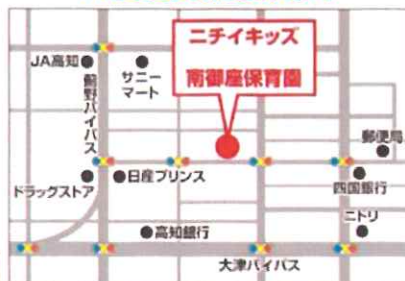 ニチイキッズ
南御座保育園
JA高知
サニー
マート
薊野バイパス
郵便局
ドラッグストア
日産プリンス
四国銀行
ニトリ
高知銀行
大津バイパス